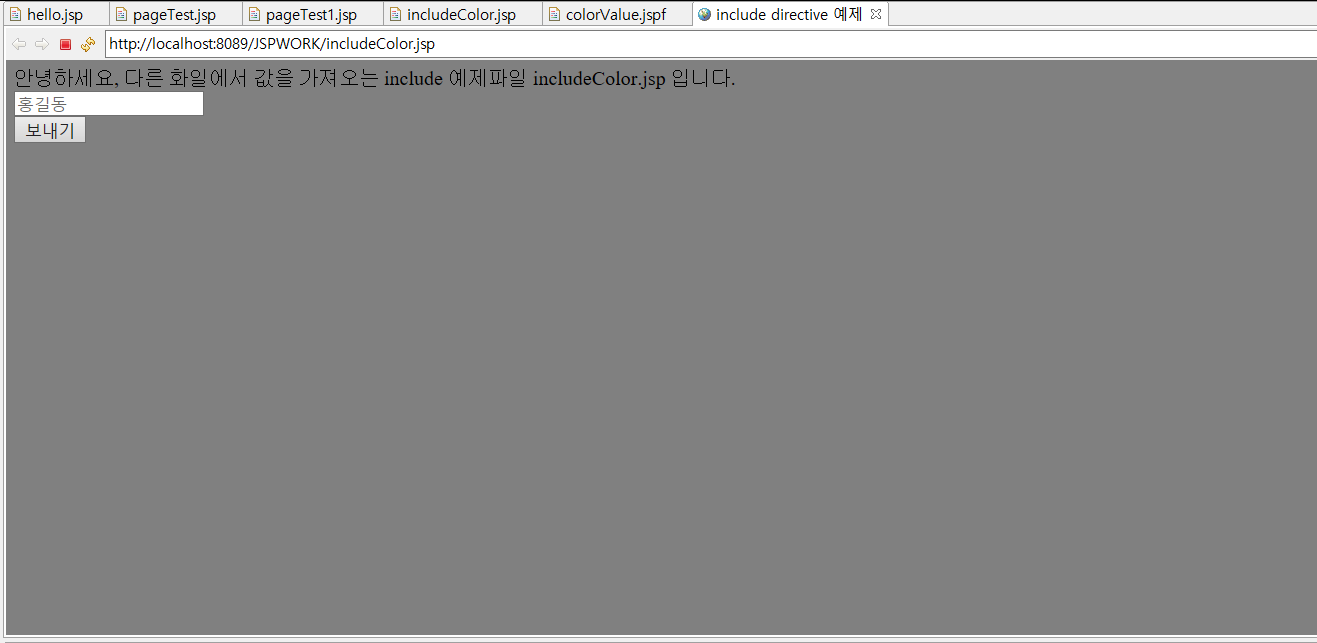 hello.jsp pageTest.jsp pageTest1.jsp includeColor.jsp colorValue.jspf include directive 예제
http://localhost:8089/JSPWORK/includeColor.jsp
안녕하세요, 다른 화일에서 값을 가져오는 include 예제파일 includeColor.jsp 입니다.
홍길동
보내기